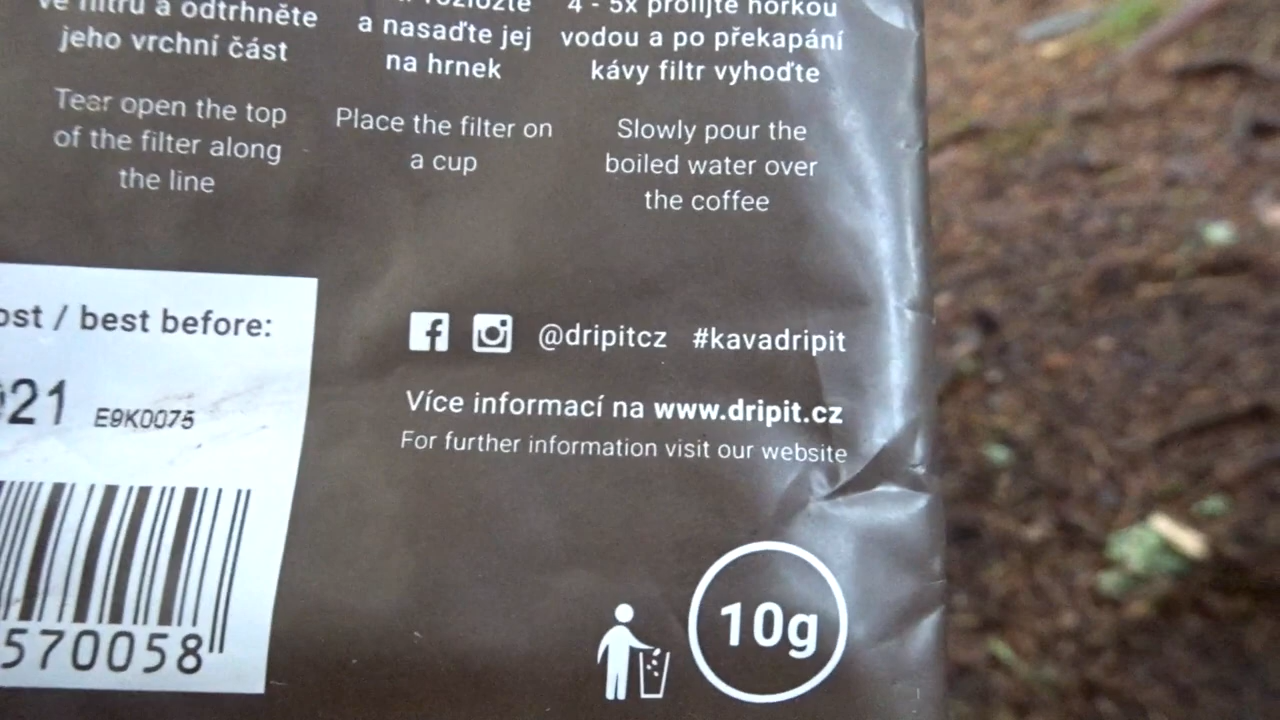 ve filtru a odtrhněte
jeho vrchní část
Tear open the top
of the filter along
the line
a nasaďte jej
na hrnek
Place the filter on
a cup
4 - 5x prolijte horkou
vodou a po překapání
kávy filtr vyhoďte
Slowly pour the
boiled water over
the coffee
/ best before:
E9K0075
570058
@dripitcz #kavadripit
Více informací na www.dripit.cz
For further information visit our website
10g